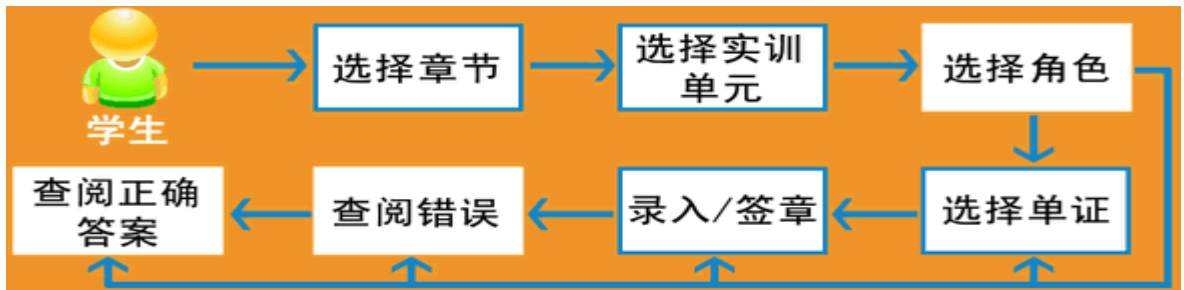 学生
选择章节
选择实训
单元
选择角色
选择单证
录入/签章
查阅错误
查阅正确
答案